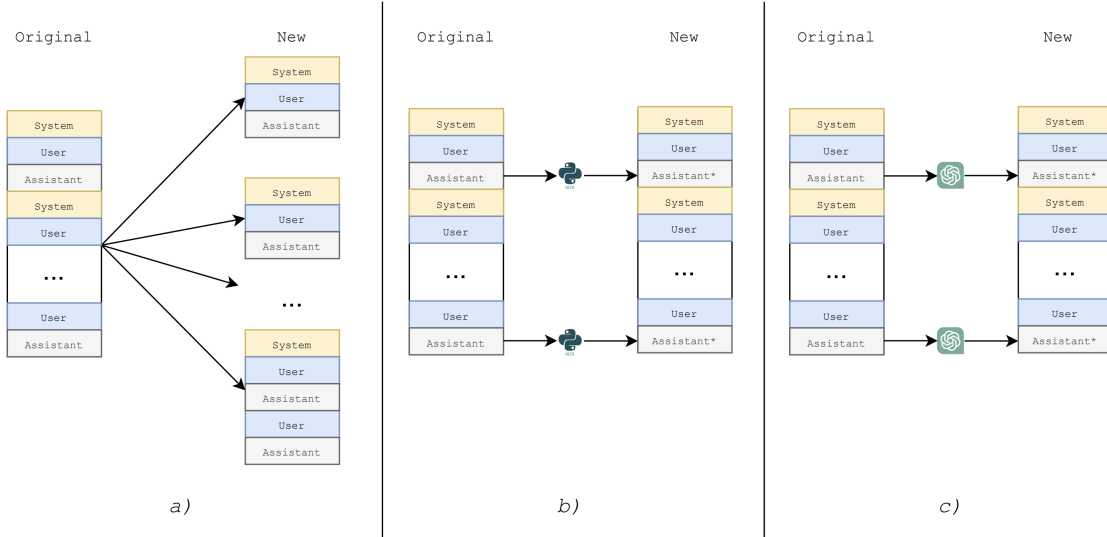 Original
New
System
User
Assistant
System
User
...
User
Assistant
System
User
Assistant
System
User
Assistant
...
System
User
Assistant
User
Assistant
a)
Original
New
System
User
Assistant
System
User
...
User
Assistant
NLTK
NLTK
System
User
Assistant*
System
User
...
User
Assistant*
b)
Original
New
System
User
Assistant
System
User
...
User
Assistant
System
User
Assistant*
System
User
...
User
Assistant*
c)